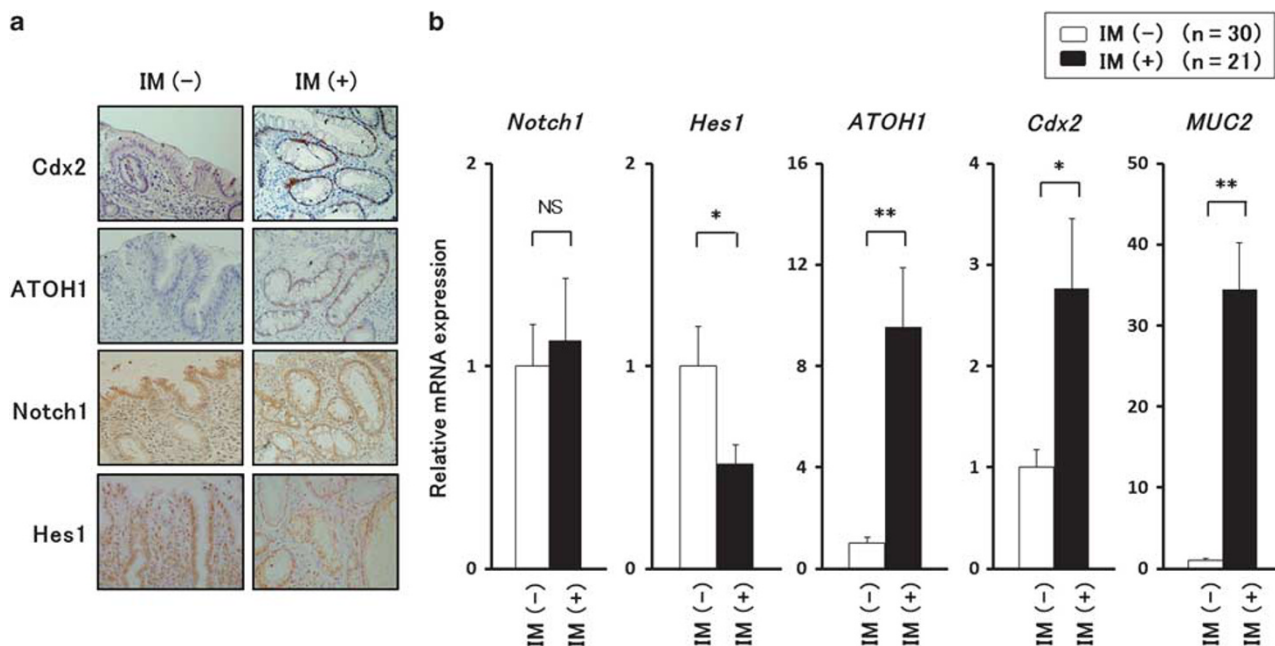 a
IM (−) IM (+)
Cdx2
ATOH1
Notch1
Hes1
b
IM (−) (n = 30)
IM (+) (n = 21)
Notch1 Hes1 ATOH1 Cdx2 MUC2
Relative mRNA expression
2
1
0
NS
IM (−) IM (+)
2
1
0
*
IM (−) IM (+)
16
12
8
4
0
**
IM (−) IM (+)
4
3
2
1
0
*
IM (−) IM (+)
50
40
30
20
10
0
**
IM (−) IM (+)